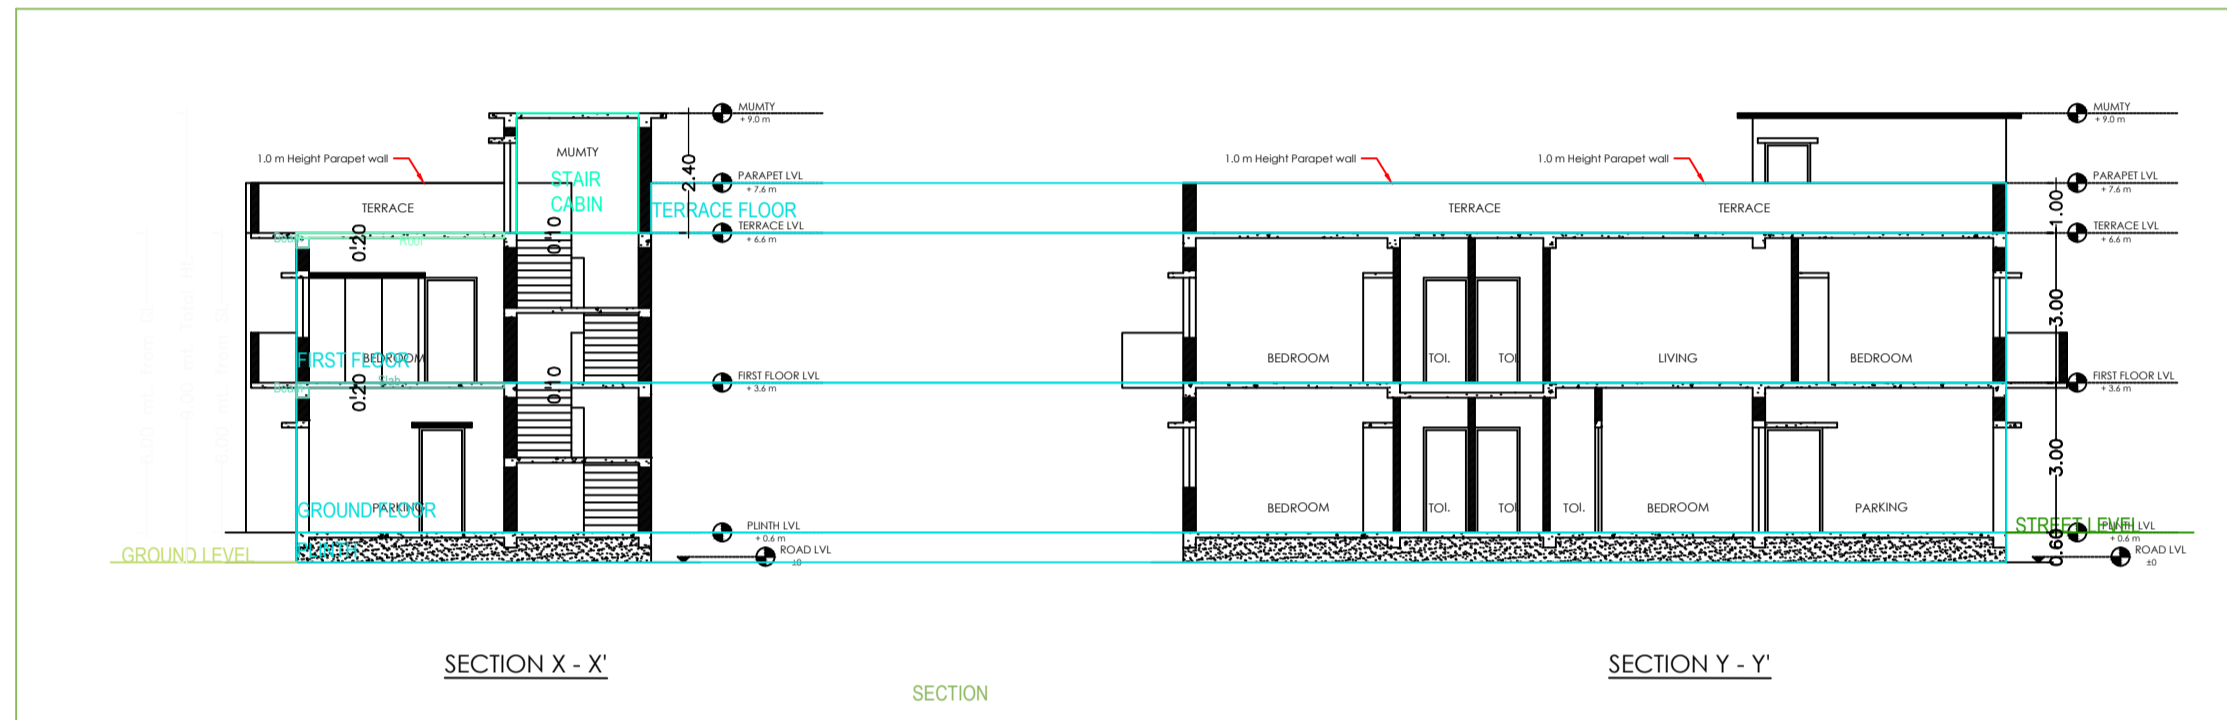 MUMTY
+ 9.0 m
1.0 m Height Parapet wall
MUMTY
STAIR
CABIN
2.40
PARAPET LVL
+ 7.6 m
TERRACE
TERRACE FLOOR
TERRACE LVL
+ 6.6 m
Roof
0.20
0.10
FIRST FLOOR
BEDROOM
FIRST FLOOR LVL
+ 3.6 m
Slab
0.20
0.10
GROUND FLOOR
PARKING
PLINTH LVL
+ 0.6 m
GROUND LEVEL
PLINTH
ROAD LVL
±0
SECTION X - X'
MUMTY
+ 9.0 m
1.0 m Height Parapet wall
1.0 m Height Parapet wall
PARAPET LVL
+ 7.6 m
1.00
TERRACE
TERRACE
TERRACE LVL
+ 6.6 m
3.00
BEDROOM
TOI.
TOI.
LIVING
BEDROOM
FIRST FLOOR LVL
+ 3.6 m
3.00
BEDROOM
TOI.
TOI.
TOI.
BEDROOM
PARKING
STREET LEVEL
PLINTH LVL
+ 0.6 m
0.60
ROAD LVL
±0
SECTION Y - Y'
SECTION